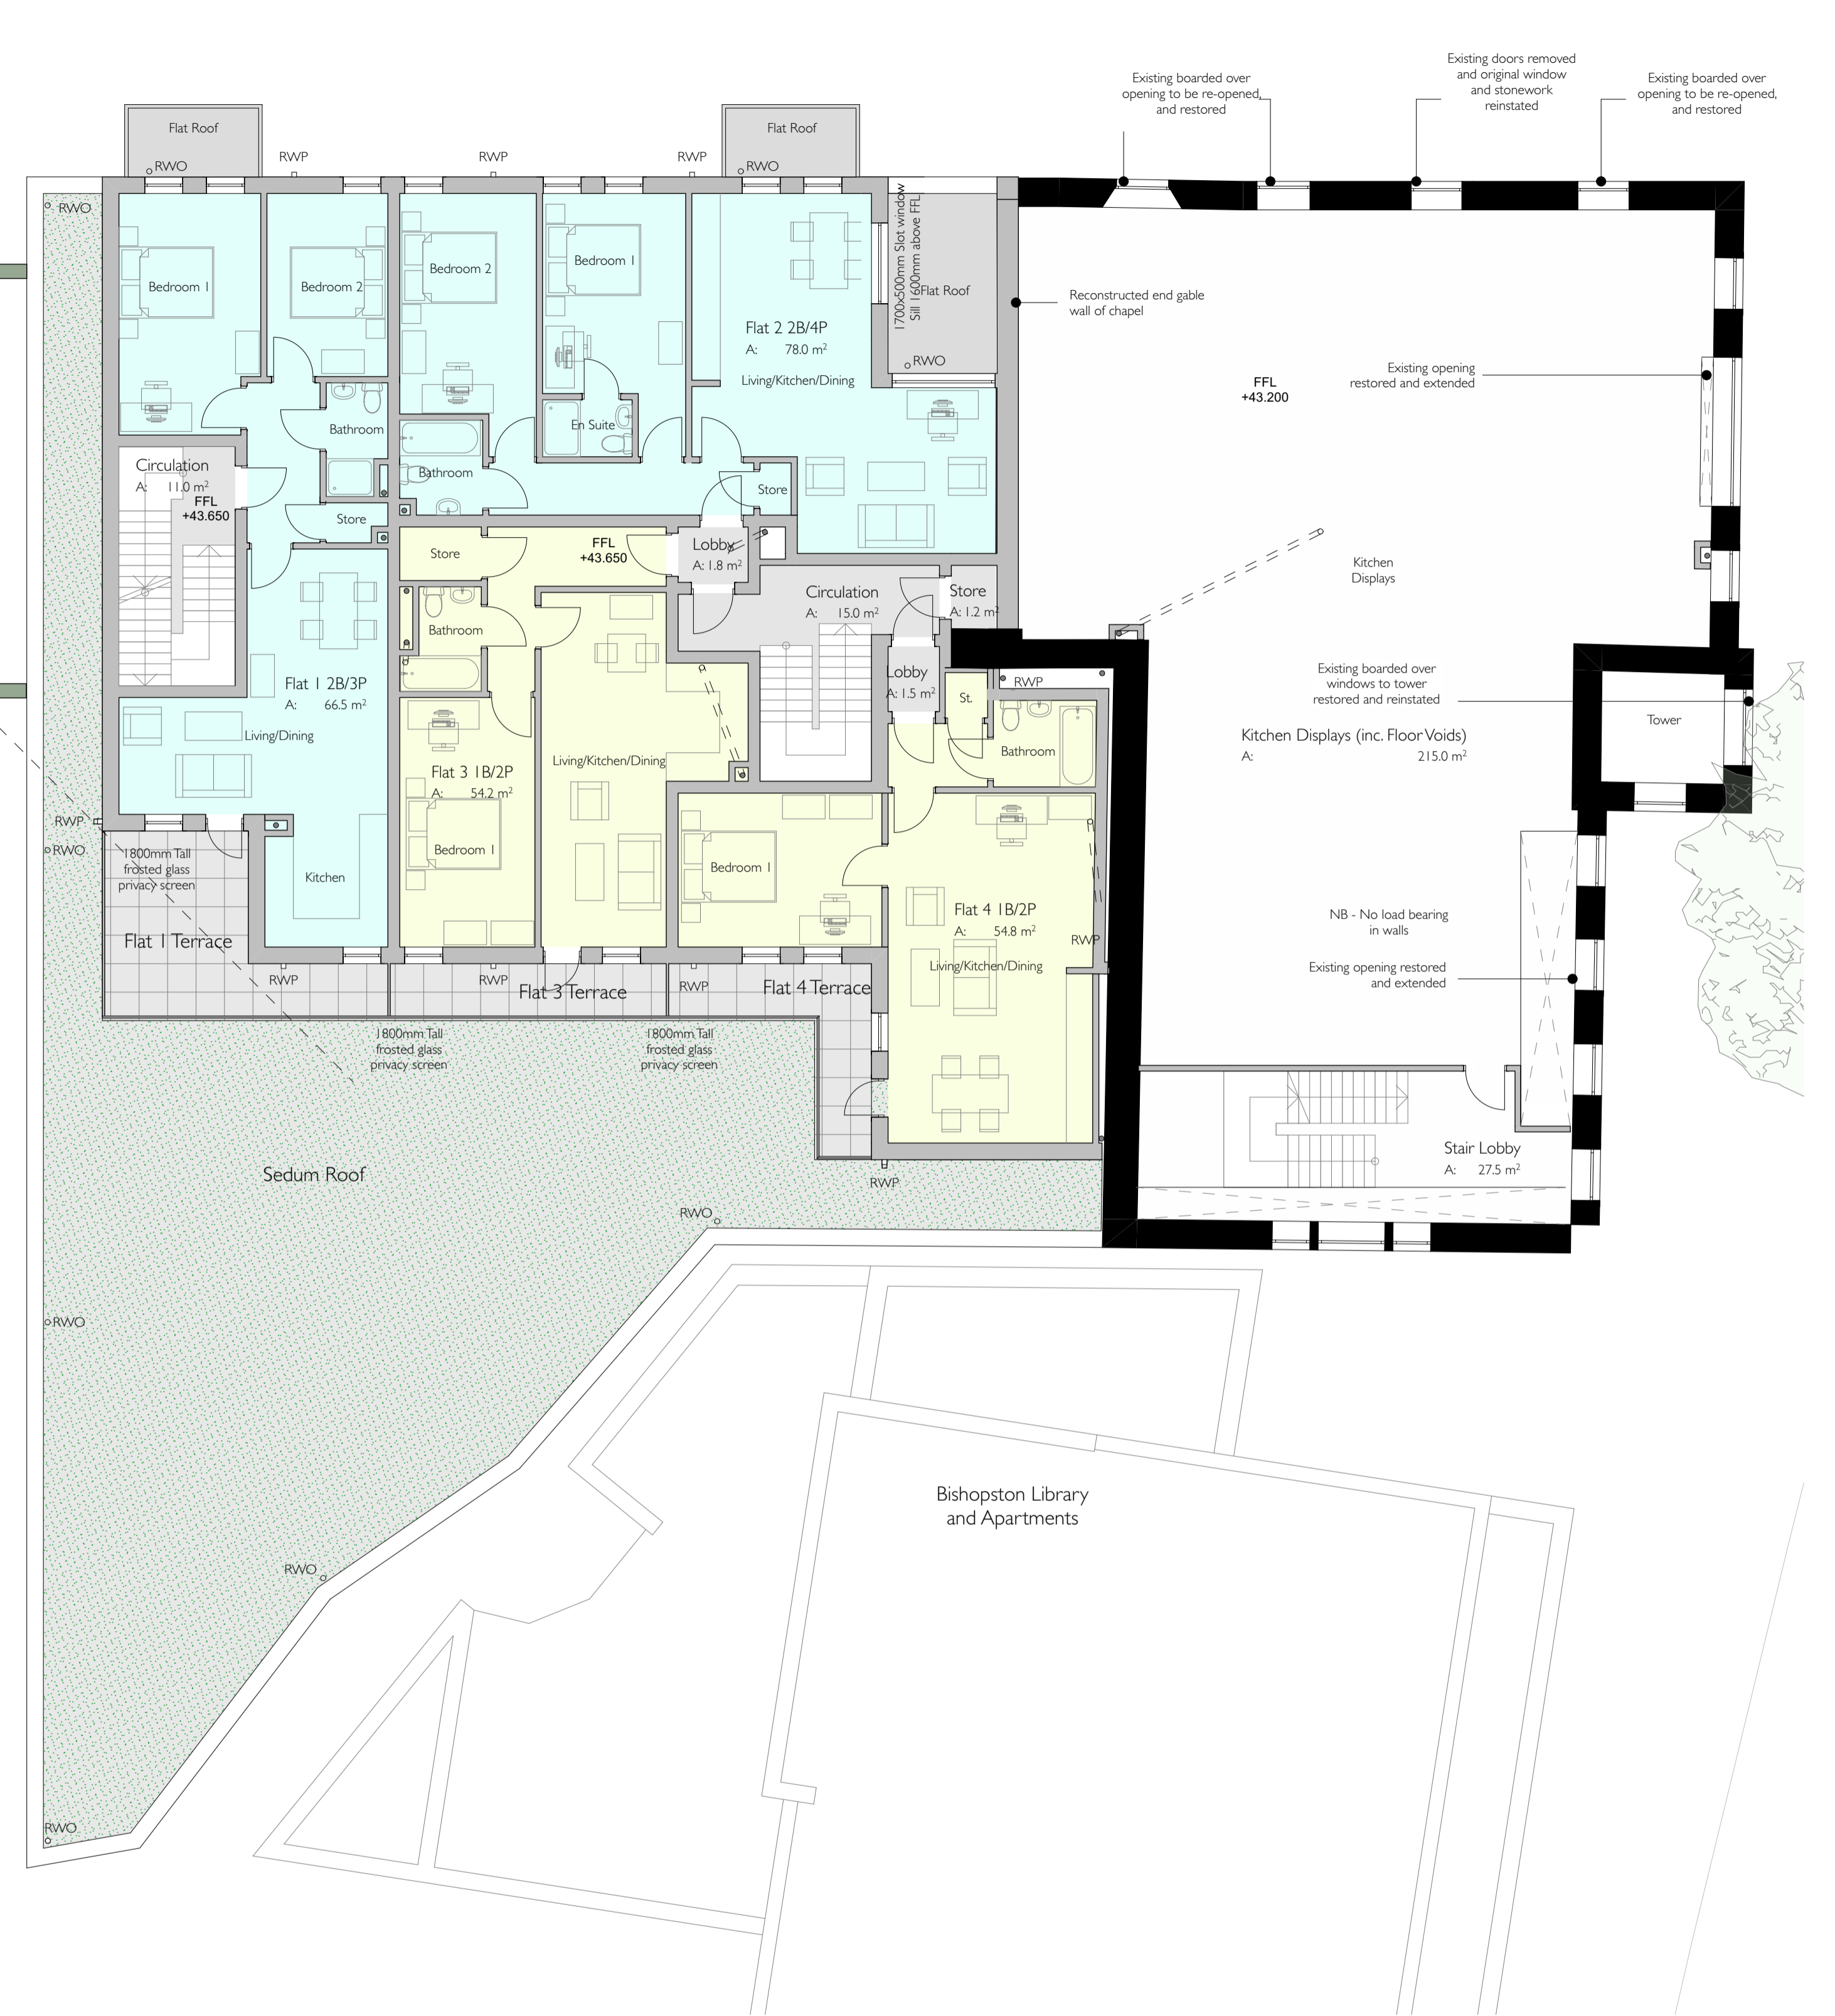 Existing doors removed
and original window
and stonework
reinstated
Existing boarded over
opening to be re-opened,
and restored
Existing boarded over
opening to be re-opened,
and restored
Flat Roof
RWO
RWP
RWP
RWP
Flat Roof
RWO
RWO
1700x500mm Slot window
Sill 1600mm above FFL
Flat Roof
RWO
Reconstructed end gable
wall of chapel
Bedroom 1
Bedroom 2
Bedroom 2
Bedroom 1
Flat 2 2B/4P
A: 78.0 m²
Living/Kitchen/Dining
FFL
+43.200
Existing opening
restored and extended
Bathroom
En Suite
Circulation
A: 11.0 m²
FFL
+43.650
Bathroom
Store
Store
Store
FFL
+43.650
Lobby
A: 1.8 m²
Kitchen
Displays
Circulation
A: 15.0 m²
Store
A: 1.2 m²
Bathroom
Flat 1 2B/3P
A: 66.5 m²
Living/Dining
Lobby
A: 1.5 m²
RWP
St.
Existing boarded over
windows to tower
restored and reinstated
Tower
Kitchen Displays (inc. Floor Voids)
A: 215.0 m²
Bathroom
Living/Kitchen/Dining
Flat 3 1B/2P
A: 54.2 m²
RWP
RWO
1800mm Tall
frosted glass
privacy screen
Bedroom 1
Bedroom 1
Kitchen
Flat 4 1B/2P
A: 54.8 m²
RWP
Living/Kitchen/Dining
NB - No load bearing
in walls
Existing opening restored
and extended
Flat 1 Terrace
RWP
RWP
Flat 3 Terrace
RWP
Flat 4 Terrace
1800mm Tall
frosted glass
privacy screen
1800mm Tall
frosted glass
privacy screen
Stair Lobby
A: 27.5 m²
Sedum Roof
RWP
RWO
RWO
Bishopston Library
and Apartments
RWO
RWO